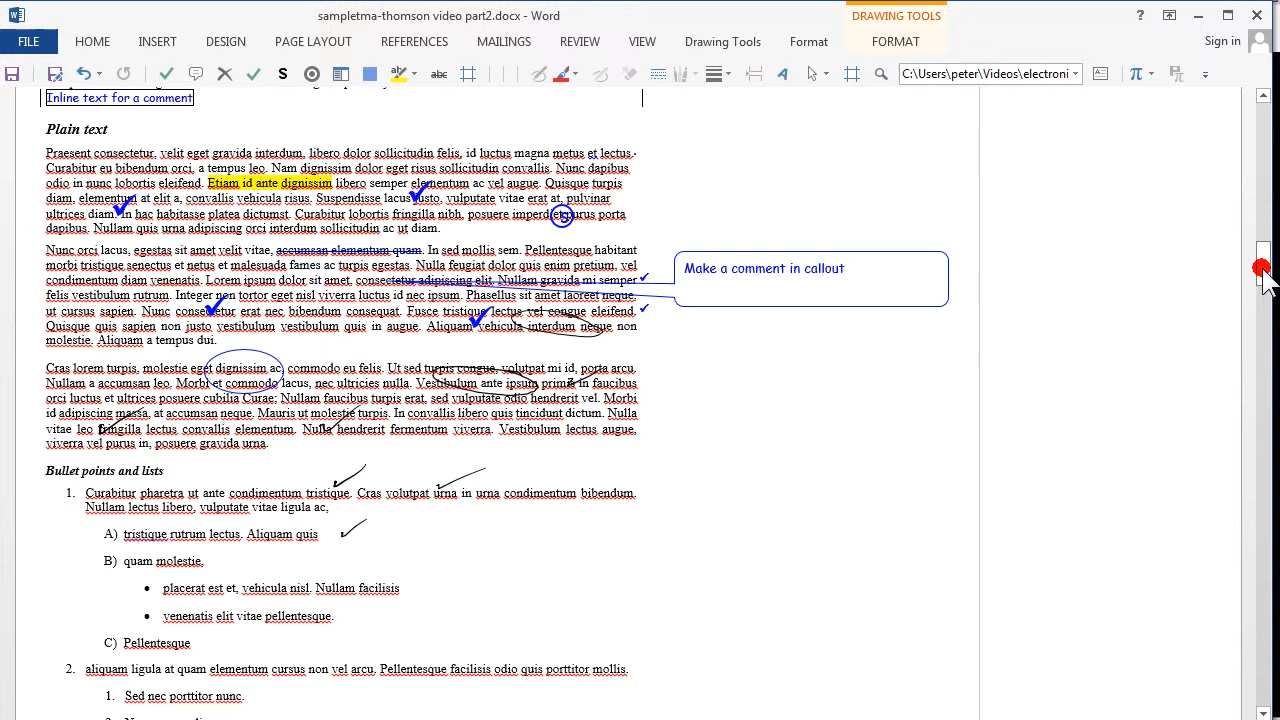 sampletma-thomson video part2.docx - Word
DRAWING TOOLS
FILE HOME INSERT DESIGN PAGE LAYOUT REFERENCES MAILINGS REVIEW VIEW Drawing Tools Format FORMAT Sign in
S abc ab A C:\Users\peter\Videos\electroni π
Inline text for a comment
Plain text
Praesent consectetur, velit eget gravida interdum, libero dolor sollicitudin felis, id luctus magna metus et lectus.
Curabitur eu bibendum orci, a tempus leo. Nam dignissim dolor eget risus sollicitudin convallis. Nunc dapibus
odio in nunc lobortis eleifend. Etiam id ante dignissim libero semper elementum ac vel augue. Quisque turpis
diam, elementum at elit a, convallis vehicula risus. Suspendisse lacus justo, vulputate vitae erat at, pulvinar
ultrices diam. In hac habitasse platea dictumst. Curabitur lobortis fringilla nibh, posuere imperdiet purus porta
dapibus. Nullam quis urna adipiscing orci interdum sollicitudin ac ut diam.
S
Nunc orci lacus, egestas sit amet velit vitae, accumsan elementum quam. In sed mollis sem. Pellentesque habitant
morbi tristique senectus et netus et malesuada fames ac turpis egestas. Nulla feugiat dolor quis enim pretium, vel
condimentum diam venenatis. Lorem ipsum dolor sit amet, consectetur adipiscing elit. Nullam gravida mi semper
felis vestibulum rutrum. Integer non tortor eget nisl viverra luctus id nec ipsum. Phasellus sit amet laoreet neque,
ut cursus sapien. Nunc consectetur erat nec bibendum consequat. Fusce tristique lectus vel congue eleifend.
Quisque quis sapien non justo vestibulum vestibulum quis in augue. Aliquam vehicula interdum neque non
molestie. Aliquam a tempus dui.
Make a comment in callout
Cras lorem turpis, molestie eget dignissim ac, commodo eu felis. Ut sed turpis congue, volutpat mi id, porta arcu.
Nullam a accumsan leo. Morbi et commodo lacus, nec ultricies nulla. Vestibulum ante ipsum primis in faucibus
orci luctus et ultrices posuere cubilia Curae; Nullam faucibus turpis erat, sed vulputate odio hendrerit vel. Morbi
id adipiscing massa, at accumsan neque. Mauris ut molestie turpis. In convallis libero quis tincidunt dictum. Nulla
vitae leo fringilla lectus convallis elementum. Nulla hendrerit fermentum viverra. Vestibulum lectus augue,
viverra vel purus in, posuere gravida urna.
Bullet points and lists
1. Curabitur pharetra ut ante condimentum tristique. Cras volutpat urna in urna condimentum bibendum.
Nullam lectus libero, vulputate vitae ligula ac,
A) tristique rutrum lectus. Aliquam quis
B) quam molestie,
• placerat est et, vehicula nisl. Nullam facilisis
• venenatis elit vitae pellentesque.
C) Pellentesque
2. aliquam ligula at quam elementum cursus non vel arcu. Pellentesque facilisis odio quis porttitor mollis.
1. Sed nec porttitor nunc.